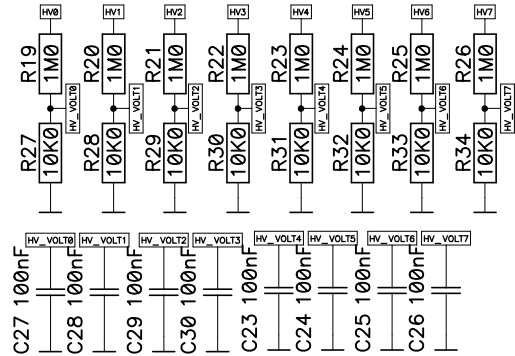 HV0 HV1 HV2 HV3 HV4 HV5 HV6 HV7
R19 1M0 R20 1M0 R21 1M0 R22 1M0 R23 1M0 R24 1M0 R25 1M0 R26 1M0
HV_VOLT0 HV_VOLT1 HV_VOLT2 HV_VOLT3 HV_VOLT4 HV_VOLT5 HV_VOLT6 HV_VOLT7
R27 10K0 R28 10K0 R29 10K0 R30 10K0 R31 10K0 R32 10K0 R33 10K0 R34 10K0
HV_VOLT0 HV_VOLT1 HV_VOLT2 HV_VOLT3 HV_VOLT4 HV_VOLT5 HV_VOLT6 HV_VOLT7
C27 100nF C28 100nF C29 100nF C30 100nF C23 100nF C24 100nF C25 100nF C26 100nF